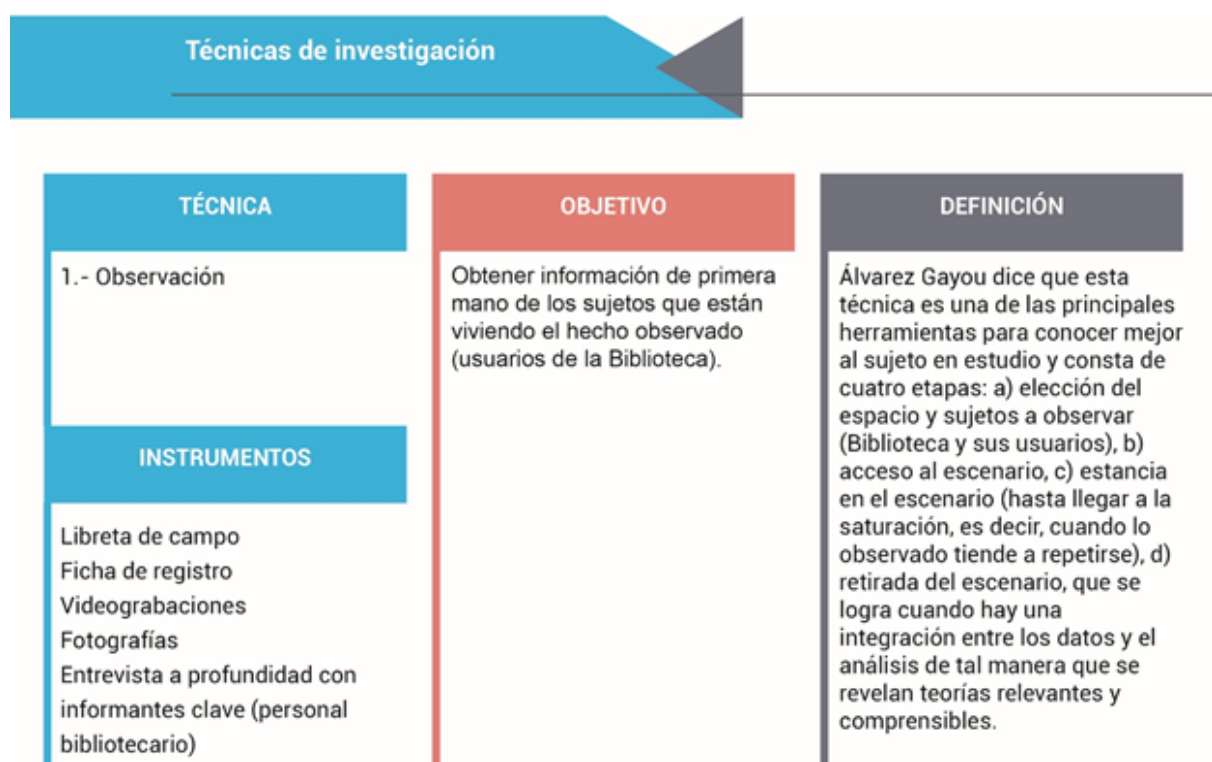 Técnicas de investigación
TÉCNICA
1.- Observación
INSTRUMENTOS
Libreta de campo
Ficha de registro
Videograbaciones
Fotografías
Entrevista a profundidad con
informantes clave (personal
bibliotecario)
OBJETIVO
Obtener información de primera
mano de los sujetos que están
viviendo el hecho observado
(usuarios de la Biblioteca).
DEFINICIÓN
Álvarez Gayou dice que esta
técnica es una de las principales
herramientas para conocer mejor
al sujeto en estudio y consta de
cuatro etapas: a) elección del
espacio y sujetos a observar
(Biblioteca y sus usuarios), b)
acceso al escenario, c) estancia
en el escenario (hasta llegar a la
saturación, es decir, cuando lo
observado tiende a repetirse), d)
retirada del escenario, que se
logra cuando hay una
integración entre los datos y el
análisis de tal manera que se
revelan teorías relevantes y
comprensibles.